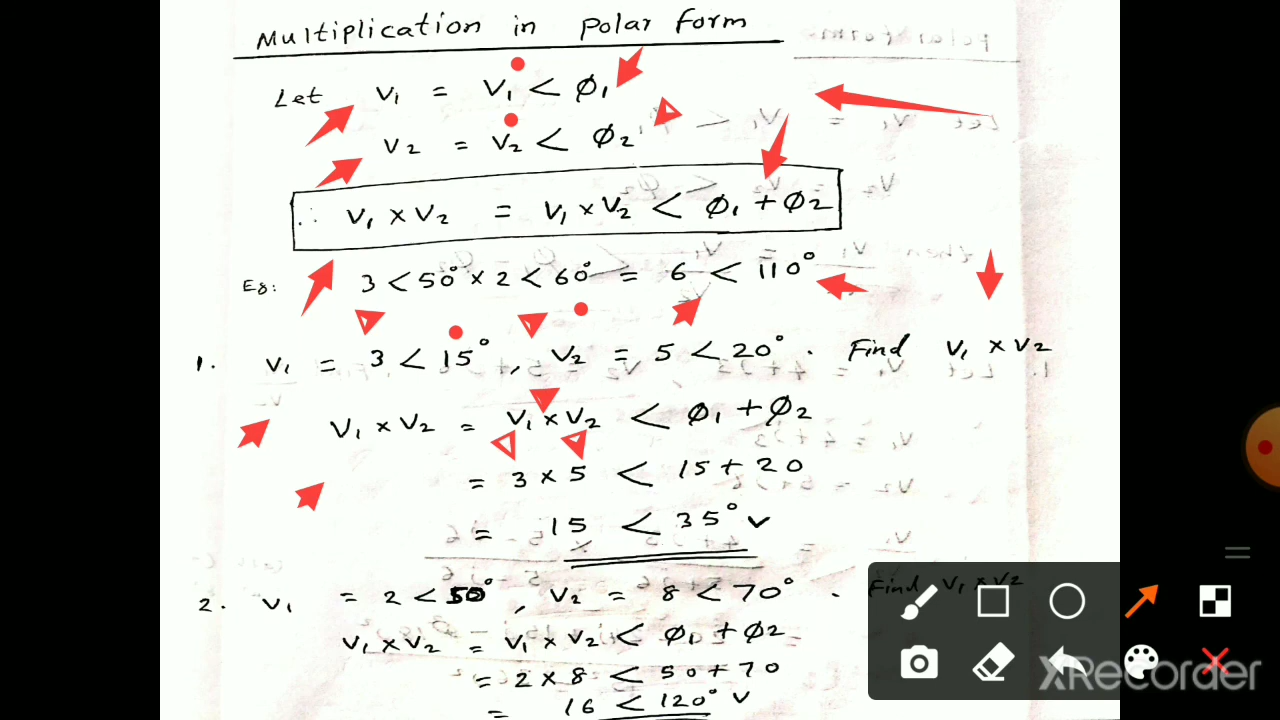 Multiplication in Polar form
Let V1 = V1 < Ø1
V2 = V2 < Ø2
∴ V1 × V2 = V1 × V2 < Ø1 + Ø2
Eg: 3 < 50° × 2 < 60° = 6 < 110°
1. V1 = 3 < 15°, V2 = 5 < 20°. Find V1 × V2
V1 × V2 = V1 × V2 < Ø1 + Ø2
= 3 × 5 < 15 + 20
= 15 < 35° V
2. V1 = 2 < 50°, V2 = 8 < 70°. Find V1 × V2
V1 × V2 = V1 × V2 < Ø1 + Ø2
= 2 × 8 < 50 + 70
= 16 < 120° V
XRecorder